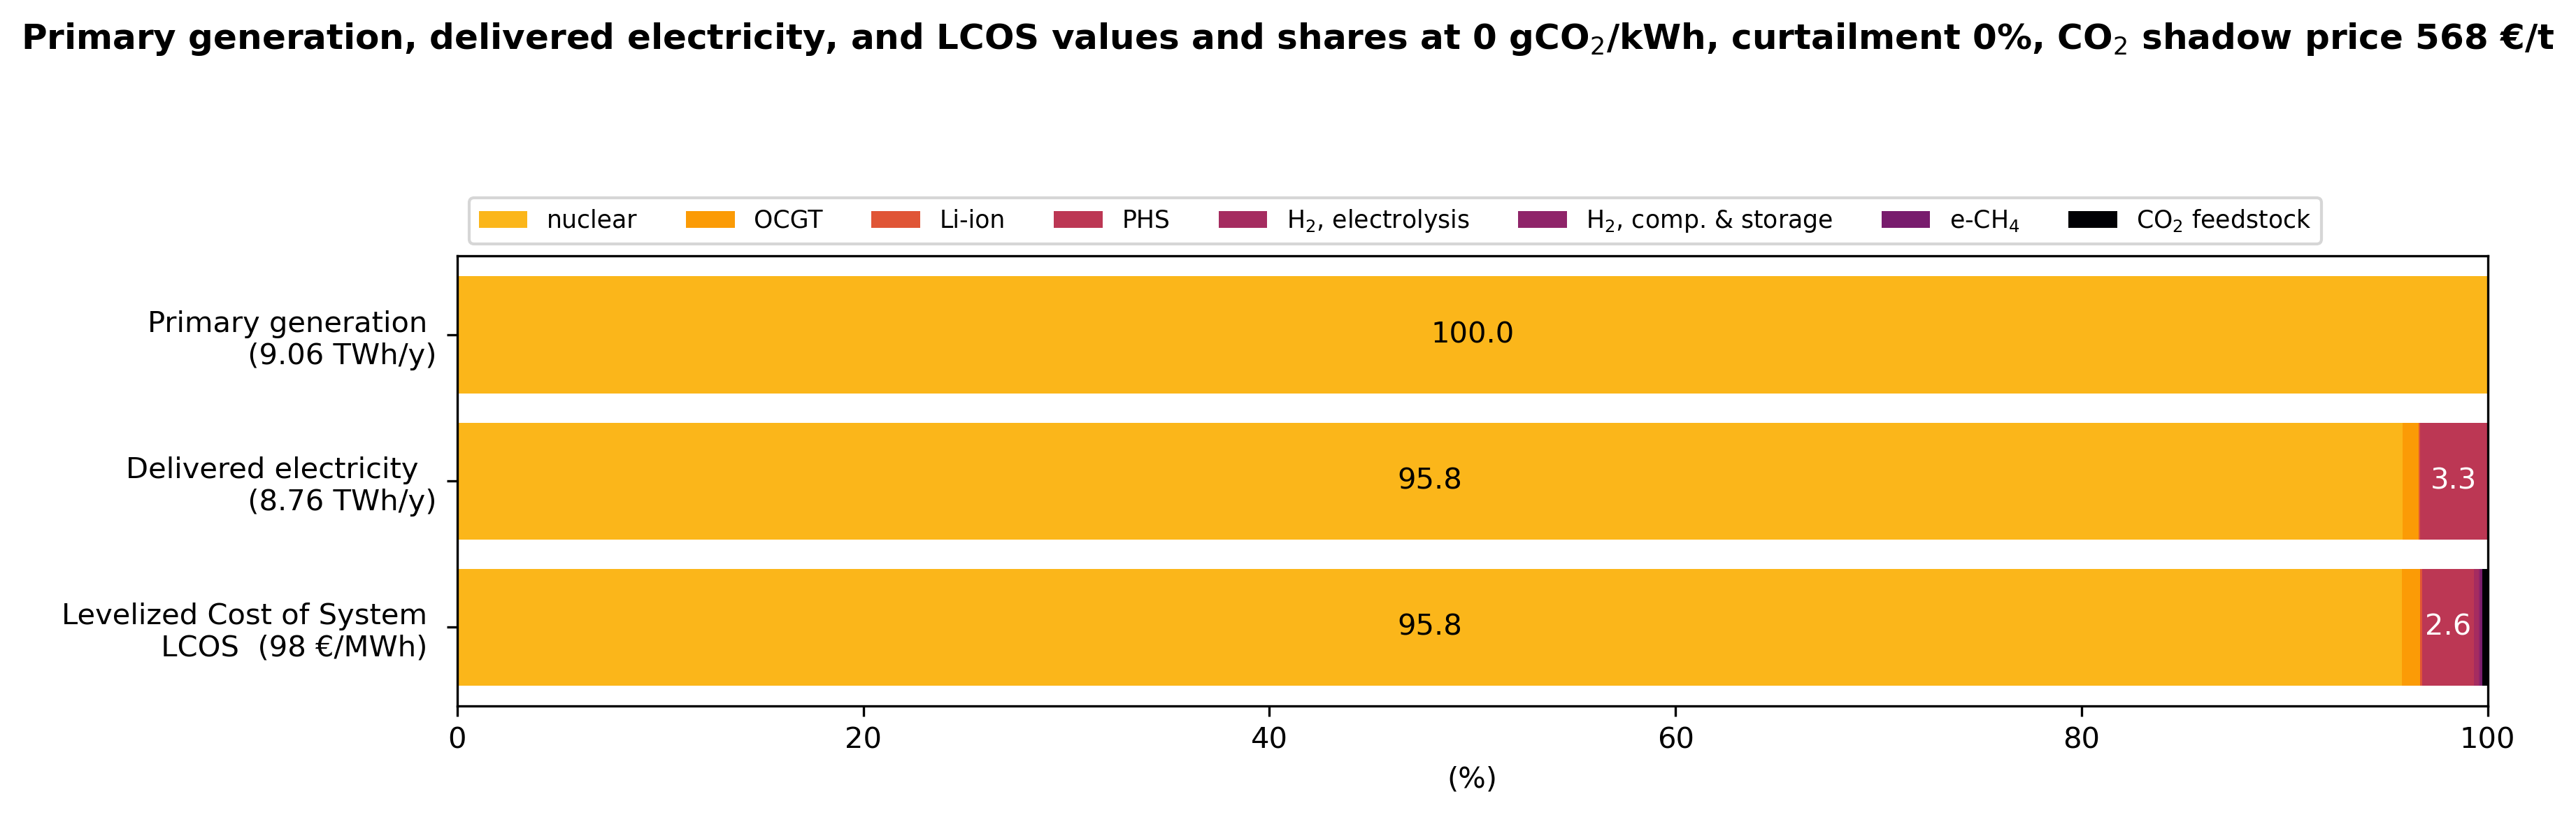 Primary generation, delivered electricity, and LCOS values and shares at 0 gCO₂/kWh, curtailment 0%, CO₂ shadow price 568 €/t
nuclear OCGT Li-ion PHS H₂, electrolysis H₂, comp. & storage e-CH₄ CO₂ feedstock
Primary generation
(9.06 TWh/y)
100.0
Delivered electricity
(8.76 TWh/y)
95.8 3.3
Levelized Cost of System
LCOS (98 €/MWh)
95.8 2.6
0 20 40 60 80 100
(%)